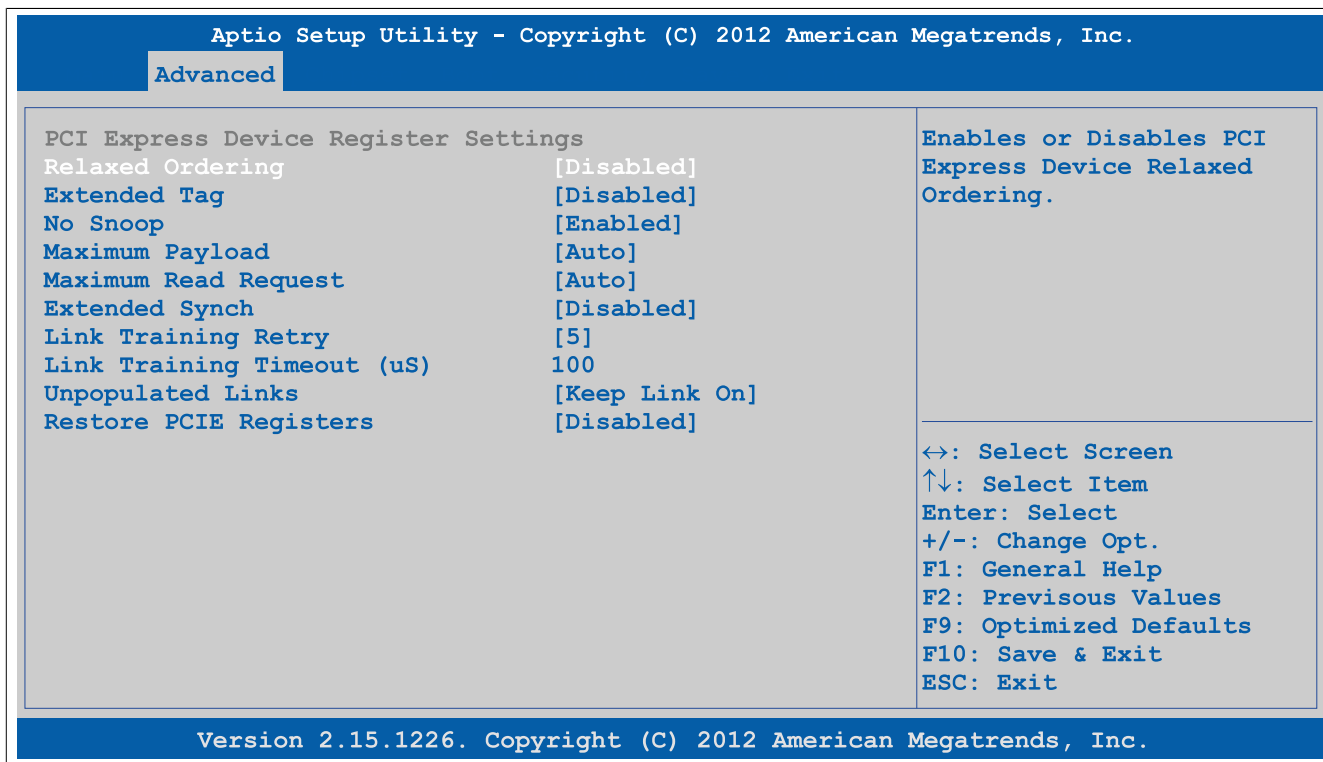 Aptio Setup Utility - Copyright (C) 2012 American Megatrends, Inc.
Advanced
PCI Express Device Register Settings
Relaxed Ordering [Disabled]
Extended Tag [Disabled]
No Snoop [Enabled]
Maximum Payload [Auto]
Maximum Read Request [Auto]
Extended Synch [Disabled]
Link Training Retry [5]
Link Training Timeout (uS) 100
Unpopulated Links [Keep Link On]
Restore PCIE Registers [Disabled]
Enables or Disables PCI
Express Device Relaxed
Ordering.
↔: Select Screen
↑↓: Select Item
Enter: Select
+/-: Change Opt.
F1: General Help
F2: Previsous Values
F9: Optimized Defaults
F10: Save & Exit
ESC: Exit
Version 2.15.1226. Copyright (C) 2012 American Megatrends, Inc.